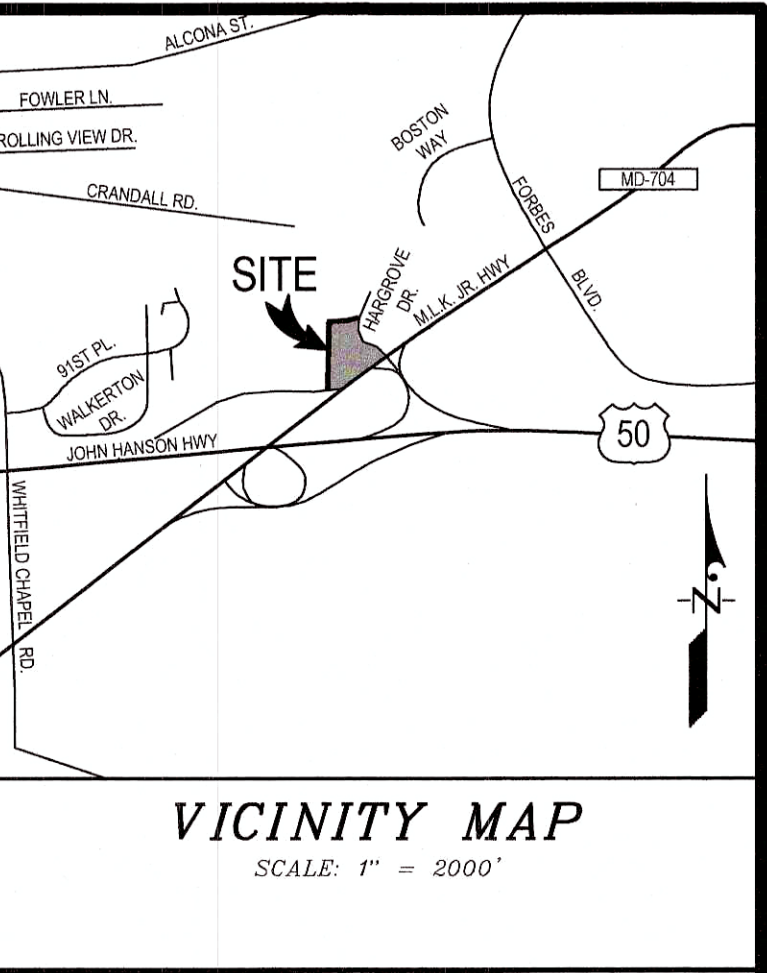 ALCONA ST.
FOWLER LN.
ROLLING VIEW DR.
BOSTON
WAY
CRANDALL RD.
MD-704
FORBES
BLVD.
SITE
HARGROVE
DR.
M.L.K. JR. HWY
91ST PL.
WALKERTON
DR.
JOHN HANSON HWY
50
WHITFIELD CHAPEL RD.
N
VICINITY MAP
SCALE: 1" = 2000'